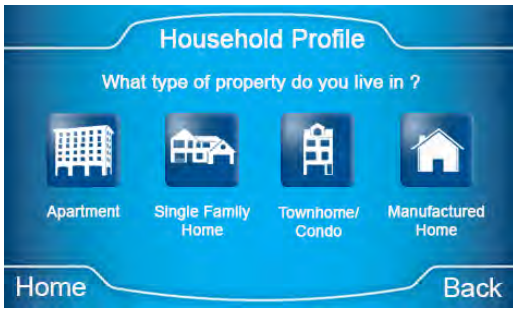 Household Profile
What type of property do you live in ?
Apartment
Single Family
Home
Townhome/
Condo
Manufactured
Home
Home
Back